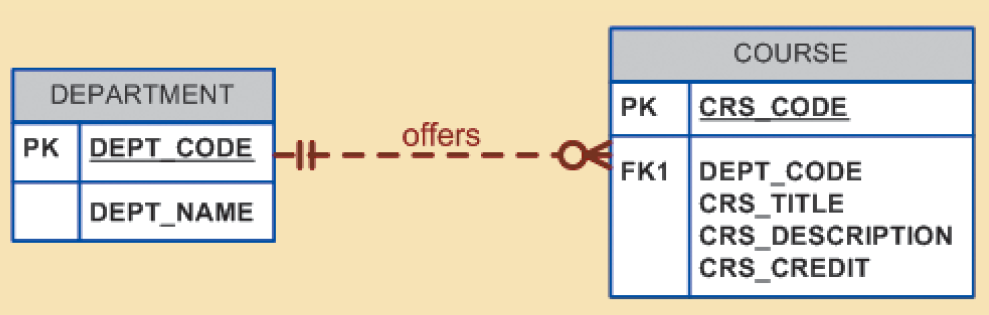 DEPARTMENT
PK DEPT_CODE
DEPT_NAME
offers
COURSE
PK CRS_CODE
FK1 DEPT_CODE
CRS_TITLE
CRS_DESCRIPTION
CRS_CREDIT